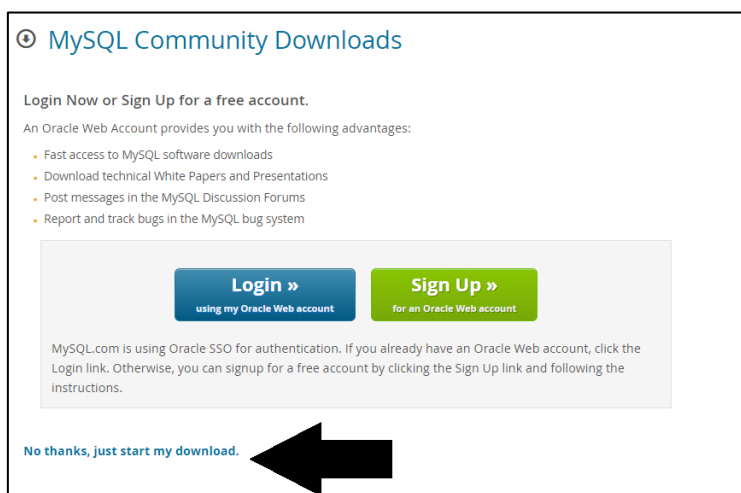 MySQL Community Downloads
Login Now or Sign Up for a free account.
An Oracle Web Account provides you with the following advantages:
Fast access to MySQL software downloads
Download technical White Papers and Presentations
Post messages in the MySQL Discussion Forums
Report and track bugs in the MySQL bug system
Login »
using my Oracle Web account
Sign Up »
for an Oracle Web account
MySQL.com is using Oracle SSO for authentication. If you already have an Oracle Web account, click the
Login link. Otherwise, you can signup for a free account by clicking the Sign Up link and following the
instructions.
No thanks, just start my download.